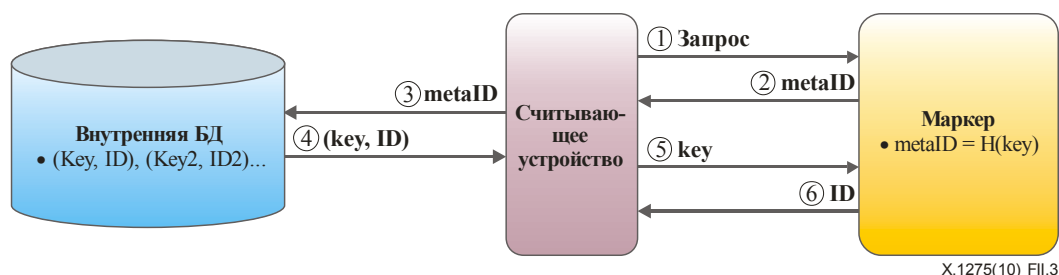 ① Запрос
② metaID
③ metaID
④ (key, ID)
⑤ key
⑥ ID
Внутренняя БД
• (Key, ID), (Key2, ID2)...
Считываю-
щее
устройство
Маркер
• metaID = H(key)
X.1275(10)_FII.3